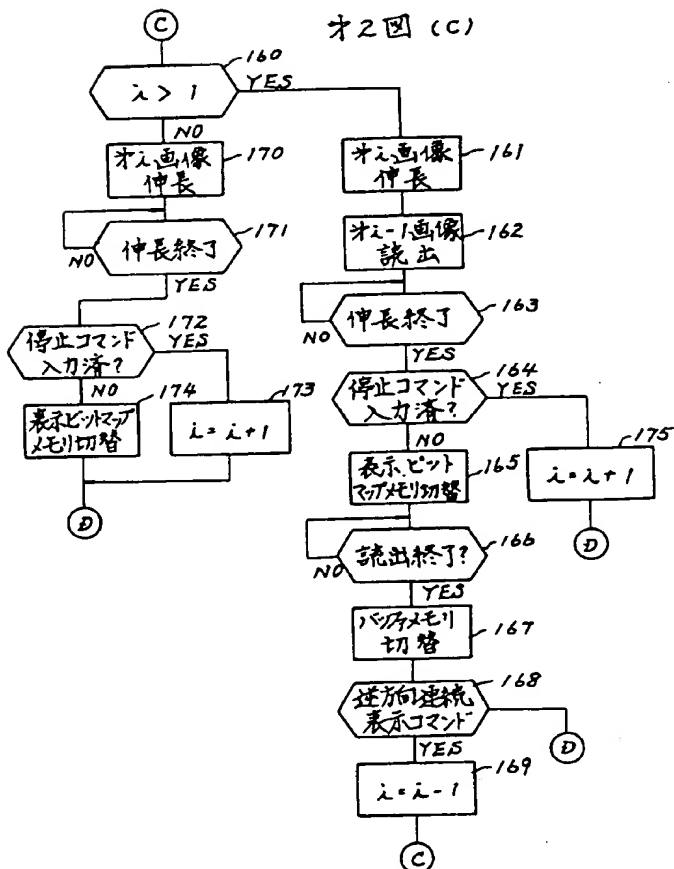 C
才2図 (C)
160
i > 1
YES
NO
才i画像
伸長
170
才i画像
伸長
161
伸長終了
171
NO
YES
才i-1画像
読出
162
伸長終了
163
NO
YES
停止コマンド
入力済?
172
YES
NO
停止コマンド
入力済?
164
YES
NO
表示ビットマップ
メモリ切替
174
i = i + 1
173
表示ビット
マップメモリ切替
165
i = i + 1
175
D
D
読出終了?
166
NO
YES
バッファメモリ
切替
167
逆方向連続
表示コマンド
168
YES
D
i = i - 1
169
C